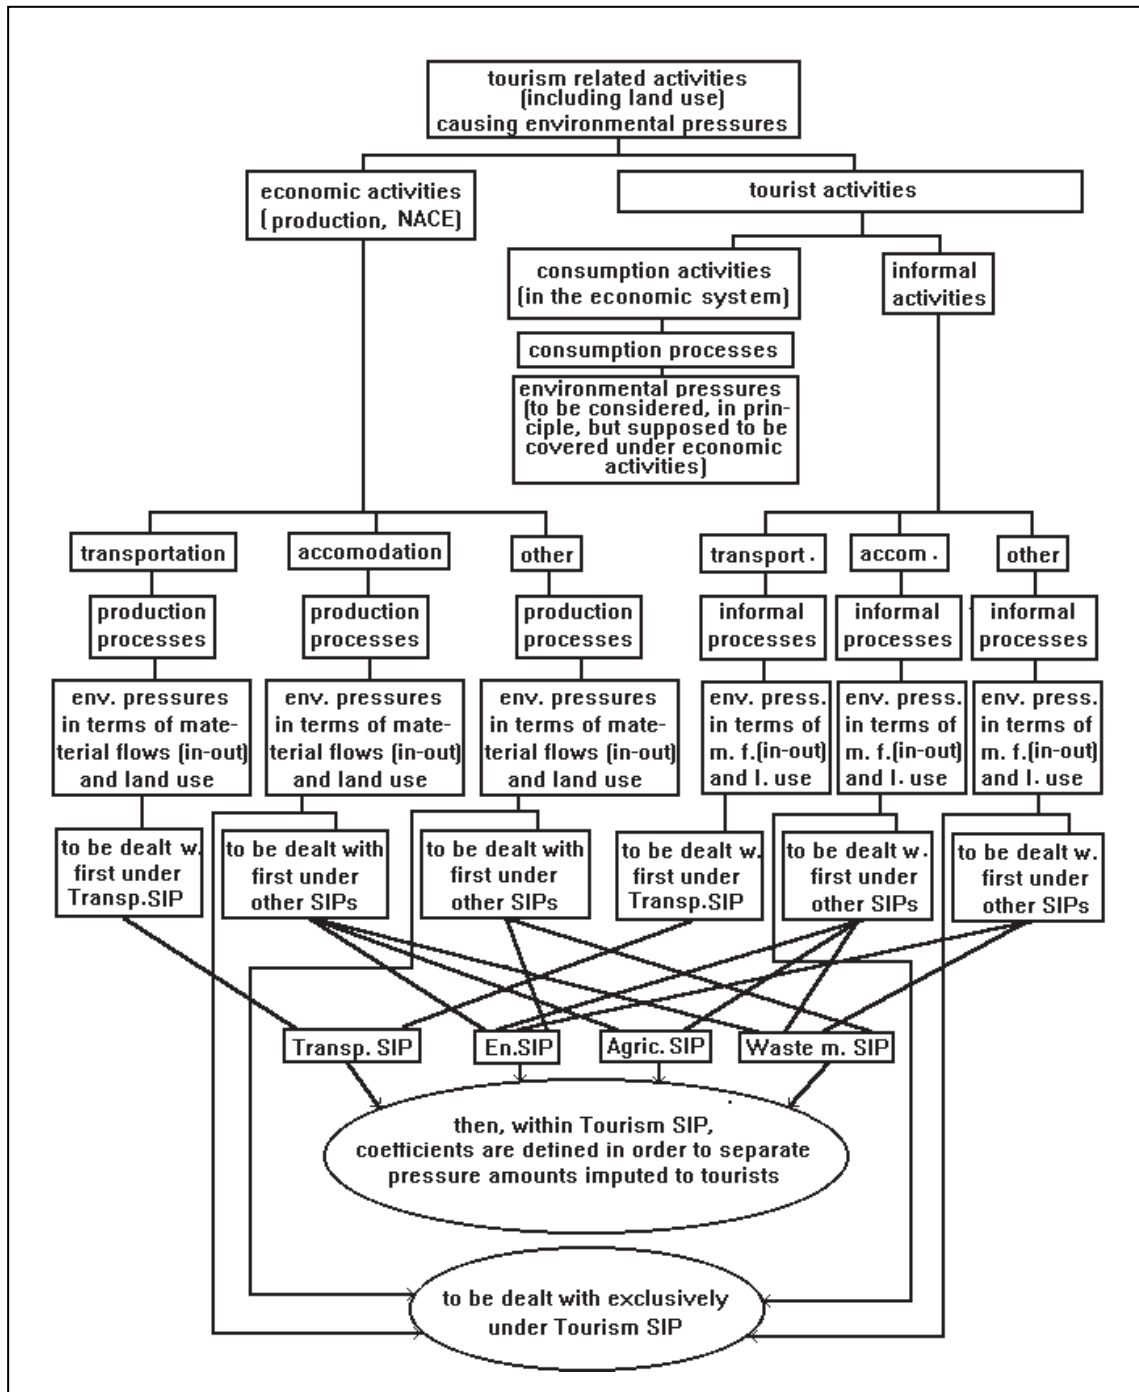 tourism related activities
(including land use)
causing environmental pressures
economic activities
( production, NACE)
tourist activities
consumption activities
(in the economic system)
informal
activities
consumption processes
environmental pressures
(to be considered, in prin-
ciple, but supposed to be
covered under economic
activities)
transportation
accomodation
other
transport .
accom .
other
production
processes
production
processes
production
processes
informal
processes
informal
processes
informal
processes
env. pressures
in terms of mate-
terial flows (in-out)
and land use
env. pressures
in terms of mate-
terial flows (in-out)
and land use
env. pressures
in terms of mate-
terial flows (in-out)
and land use
env. press.
in terms of
m. f.(in-out)
and l. use
env. press.
in terms of
m. f.(in-out)
and l. use
env. press.
in terms of
m. f.(in-out)
and l. use
to be dealt w.
first under
Transp.SIP
to be dealt with
first under
other SIPs
to be dealt with
first under
other SIPs
to be dealt w.
first under
Transp.SIP
to be dealt w.
first under
other SIPs
to be dealt w.
first under
other SIPs
Transp. SIP
En.SIP
Agric. SIP
Waste m. SIP
then, within Tourism SIP,
coefficients are defined in order to separate
pressure amounts imputed to tourists
to be dealt with exclusively
under Tourism SIP